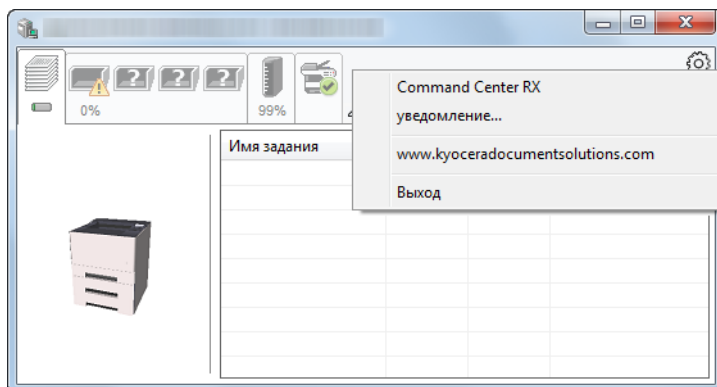 0%
99%
Command Center RX
уведомление...
www.kyoceradocumentsolutions.com
Выход
Имя задания